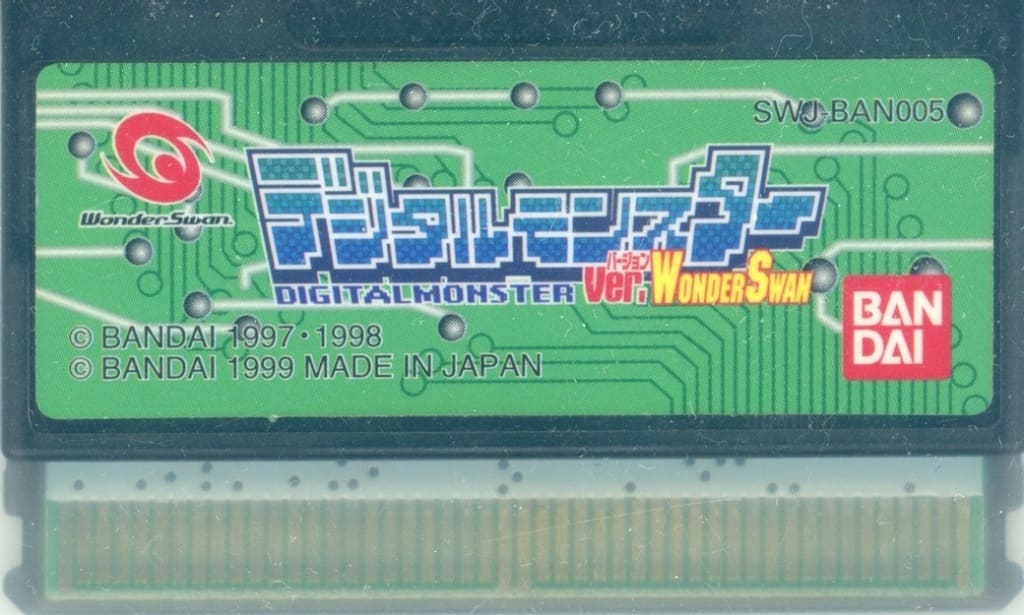 SWJ-BAN005
WonderSwan
デジタルモンスター
バージョン
DIGITALMONSTER Ver. WONDERSWAN
BAN
DAI
© BANDAI 1997・1998
© BANDAI 1999 MADE IN JAPAN